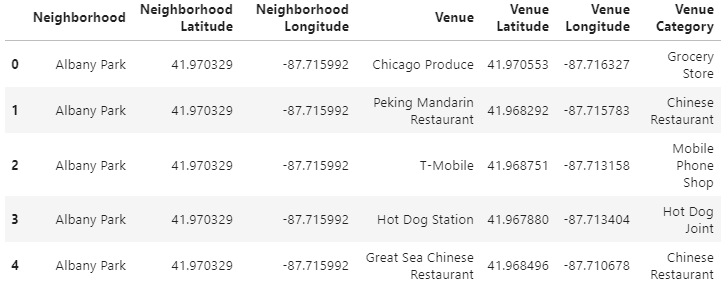 Neighborhood Neighborhood Latitude Neighborhood Longitude Venue Venue Latitude Venue Longitude Venue Category
0 Albany Park 41.970329 -87.715992 Chicago Produce 41.970553 -87.716327 Grocery Store
1 Albany Park 41.970329 -87.715992 Peking Mandarin Restaurant 41.968292 -87.715783 Chinese Restaurant
2 Albany Park 41.970329 -87.715992 T-Mobile 41.968751 -87.713158 Mobile Phone Shop
3 Albany Park 41.970329 -87.715992 Hot Dog Station 41.967880 -87.713404 Hot Dog Joint
4 Albany Park 41.970329 -87.715992 Great Sea Chinese Restaurant 41.968496 -87.710678 Chinese Restaurant